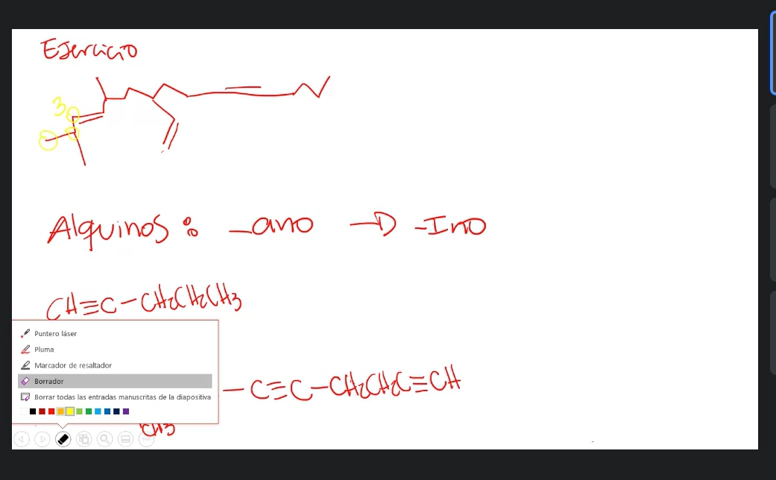 Ejercicio
3
Alquinos: -ano → -Ino
CH≡C-CH2CH2CH3
Puntero láser
Pluma
Marcador de resaltador
Borrador
Borrar todas las entradas manuscritas de la diapositiva
-C≡C-CH2CH2C≡CH
CH3